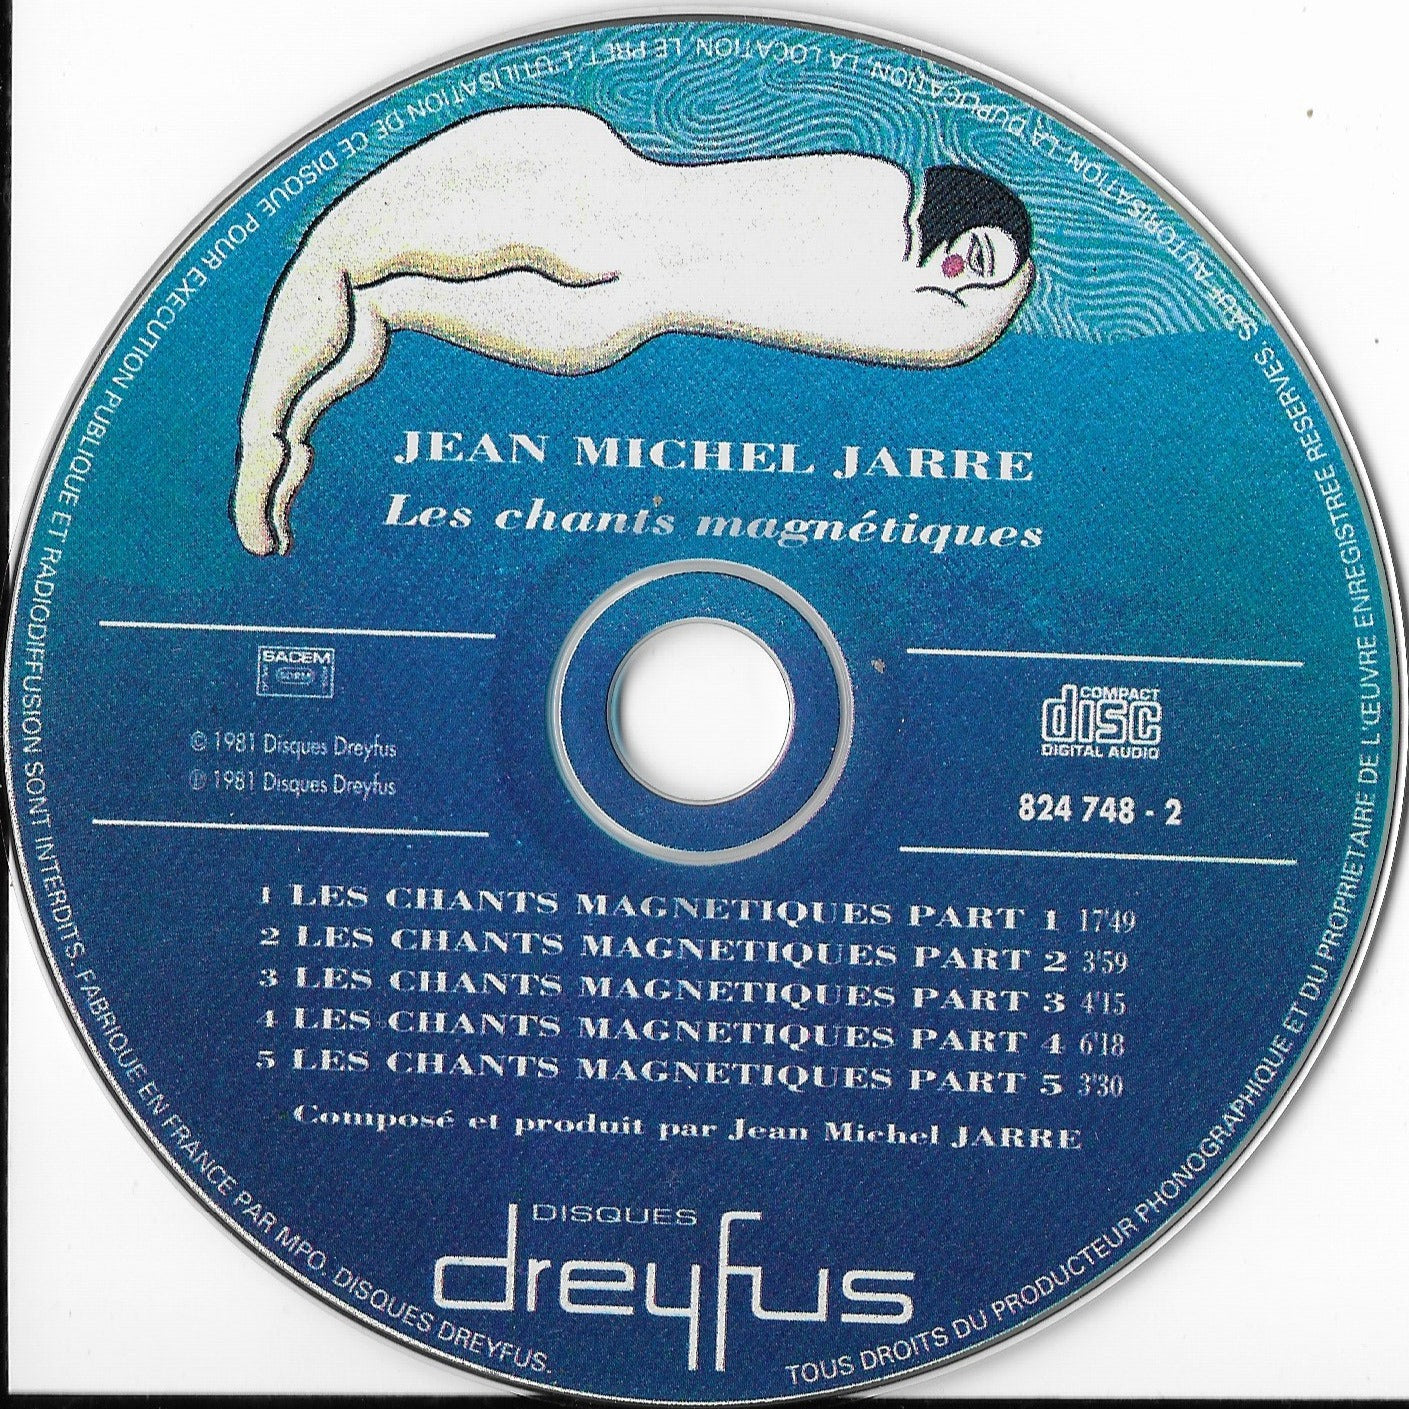 JEAN MICHEL JARRE
Les chants magnétiques
SACEM
SDRM
© 1981 Disques Dreyfus
℗ 1981 Disques Dreyfus
COMPACT
disc
DIGITAL AUDIO
824 748 - 2
1 LES CHANTS MAGNETIQUES PART 1 17'49
2 LES CHANTS MAGNETIQUES PART 2 3'59
3 LES CHANTS MAGNETIQUES PART 3 4'15
4 LES CHANTS MAGNETIQUES PART 4 6'18
5 LES CHANTS MAGNETIQUES PART 5 3'30
Composé et produit par Jean Michel JARRE
DISQUES
dreyfus
TOUS DROITS DU PRODUCTEUR PHONOGRAPHIQUE ET DU PROPRIETAIRE DE L'ŒUVRE ENREGISTREE RESERVES. SAUF AUTORISATION, LA DUPLICATION, LA LOCATION, LE PRET, L'UTILISATION DE CE DISQUE POUR EXECUTION PUBLIQUE ET RADIODIFFUSION SONT INTERDITS. FABRIQUE EN FRANCE PAR MPO. DISQUES DREYFUS.